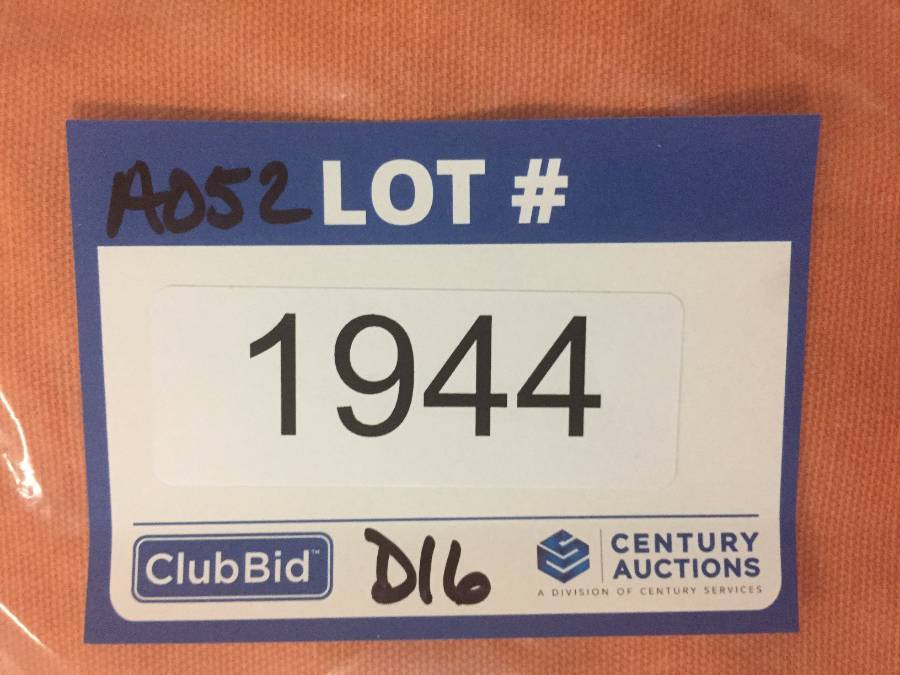 A052 LOT #
1944
ClubBid™ D16 CENTURY
AUCTIONS
A DIVISION OF CENTURY SERVICES